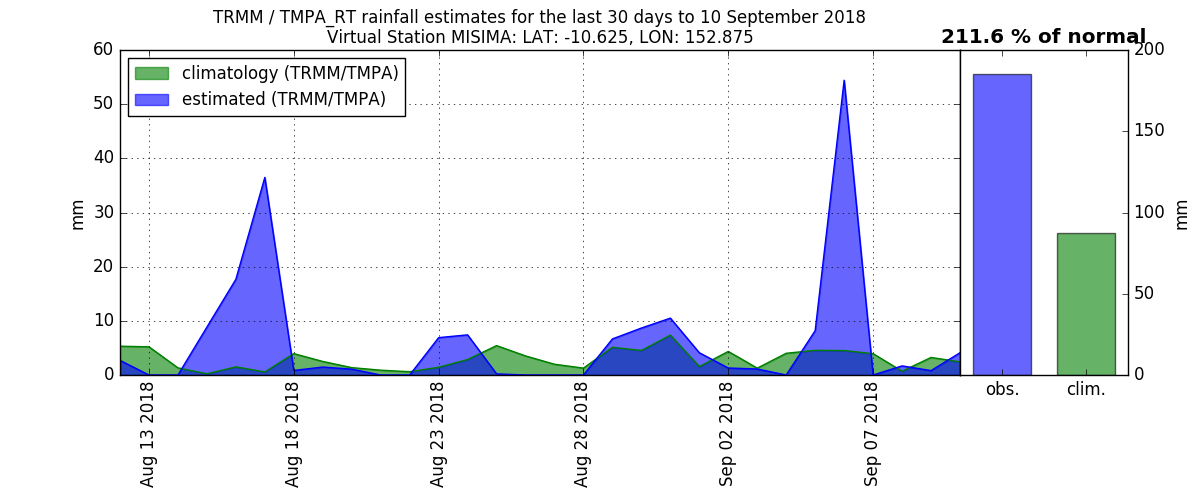 TRMM / TMPA_RT rainfall estimates for the last 30 days to 10 September 2018
Virtual Station MISIMA: LAT: -10.625, LON: 152.875
211.6 % of normal
climatology (TRMM/TMPA)
estimated (TRMM/TMPA)
60
50
40
30
20
10
0
mm
Aug 13 2018
Aug 18 2018
Aug 23 2018
Aug 28 2018
Sep 02 2018
Sep 07 2018
200
150
100
50
0
mm
obs.
clim.